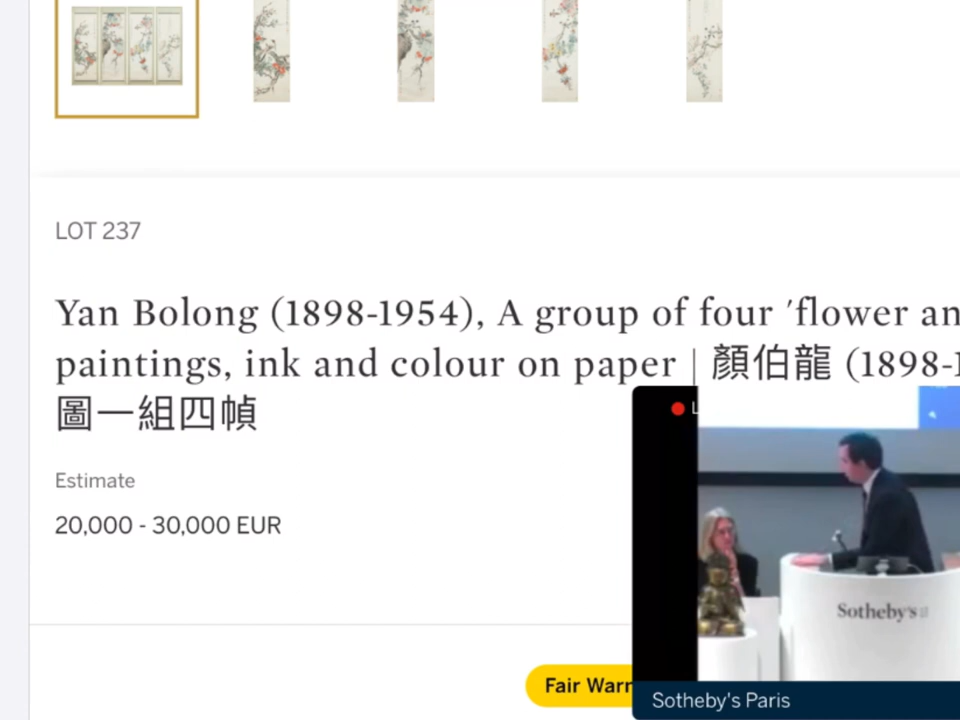 LOT 237
Yan Bolong (1898-1954), A group of four 'flower an
paintings, ink and colour on paper | 顏伯龍 (1898-1
圖一組四幀
Estimate
20,000 - 30,000 EUR
L
Sotheby's
Fair Warn
Sotheby's Paris